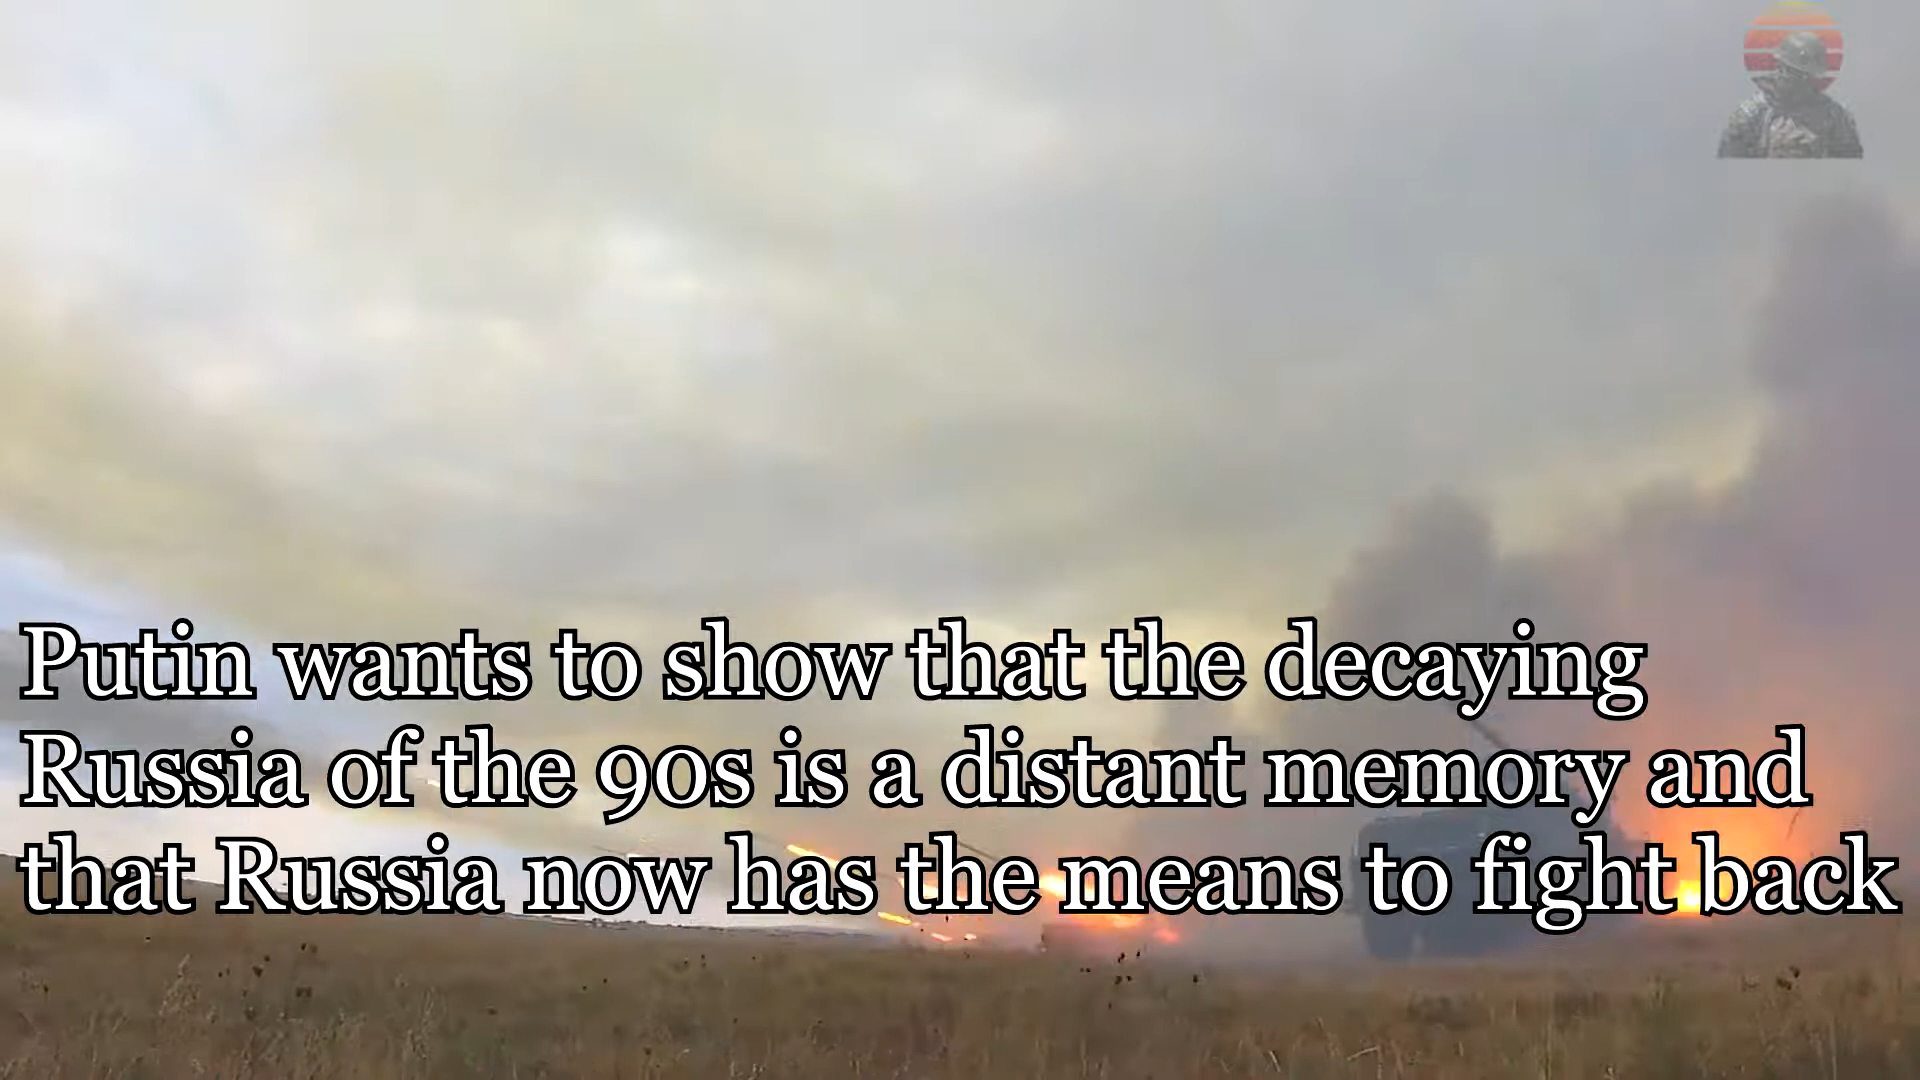 Putin wants to show that the decaying
Russia of the 90s is a distant memory and
that Russia now has the means to fight back